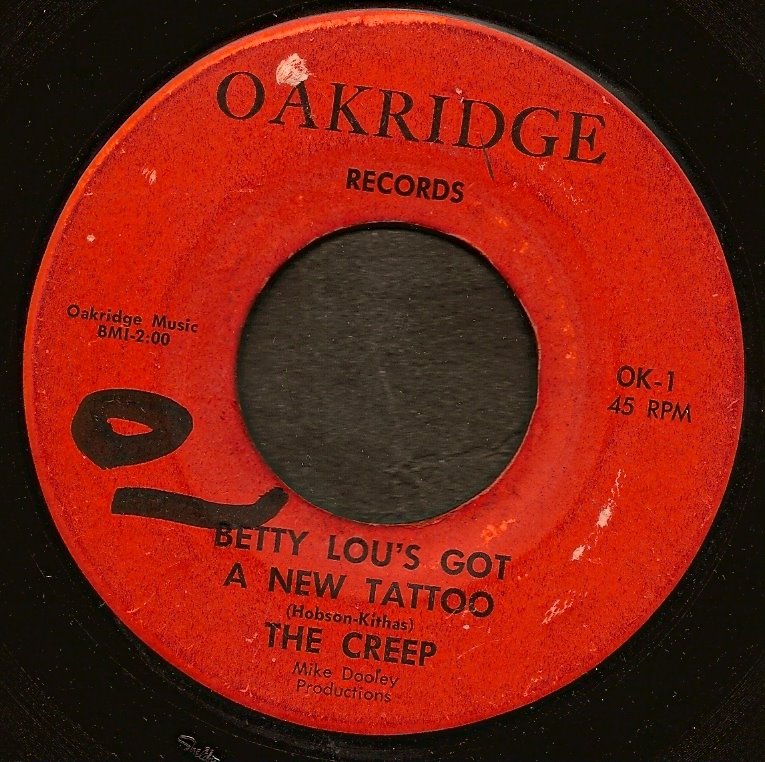 OAKRIDGE
RECORDS
Oakridge Music
BMI-2:00
OK-1
45 RPM
BETTY LOU'S GOT
A NEW TATTOO
(Hobson-Kithas)
THE CREEP
Mike Dooley
Productions